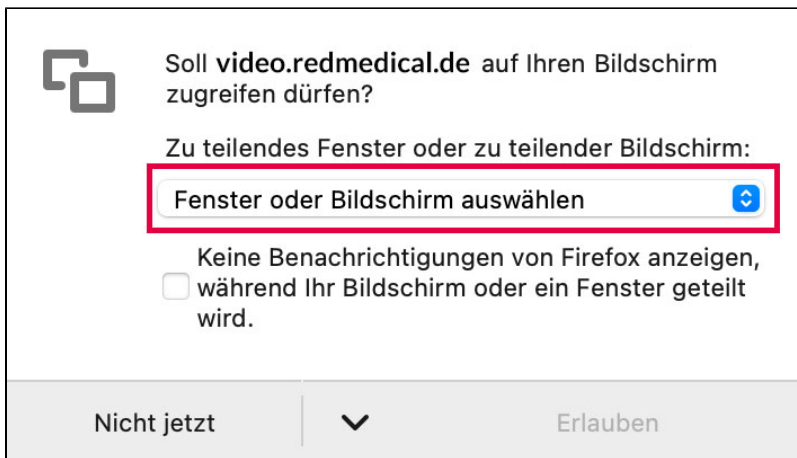 Soll video.redmedical.de auf Ihren Bildschirm
zugreifen dürfen?
Zu teilendes Fenster oder zu teilender Bildschirm:
Fenster oder Bildschirm auswählen
Keine Benachrichtigungen von Firefox anzeigen,
während Ihr Bildschirm oder ein Fenster geteilt
wird.
Nicht jetzt
Erlauben